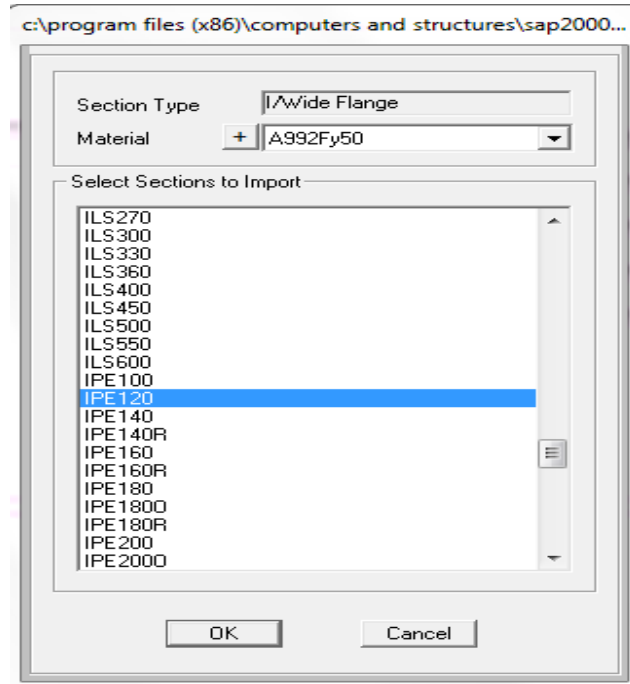 c:\program files (x86)\computers and structures\sap2000...
Section Type I/Wide Flange
Material + A992Fy50
Select Sections to Import
ILS270
ILS300
ILS330
ILS360
ILS400
ILS450
ILS500
ILS550
ILS600
IPE100
IPE120
IPE140
IPE140R
IPE160
IPE160R
IPE180
IPE180O
IPE180R
IPE200
IPE200O
OK Cancel